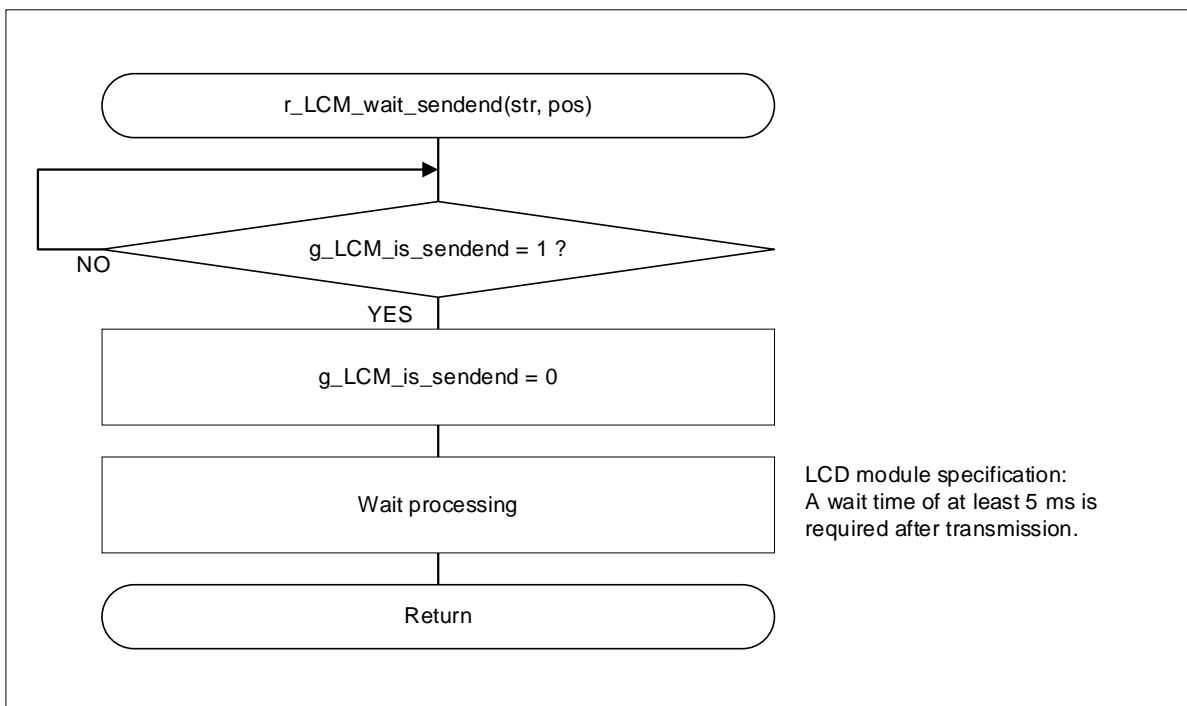 r_LCM_wait_sendend(str, pos)
g_LCM_is_sendend = 1 ?
NO
YES
g_LCM_is_sendend = 0
Wait processing
LCD module specification:
A wait time of at least 5 ms is
required after transmission.
Return